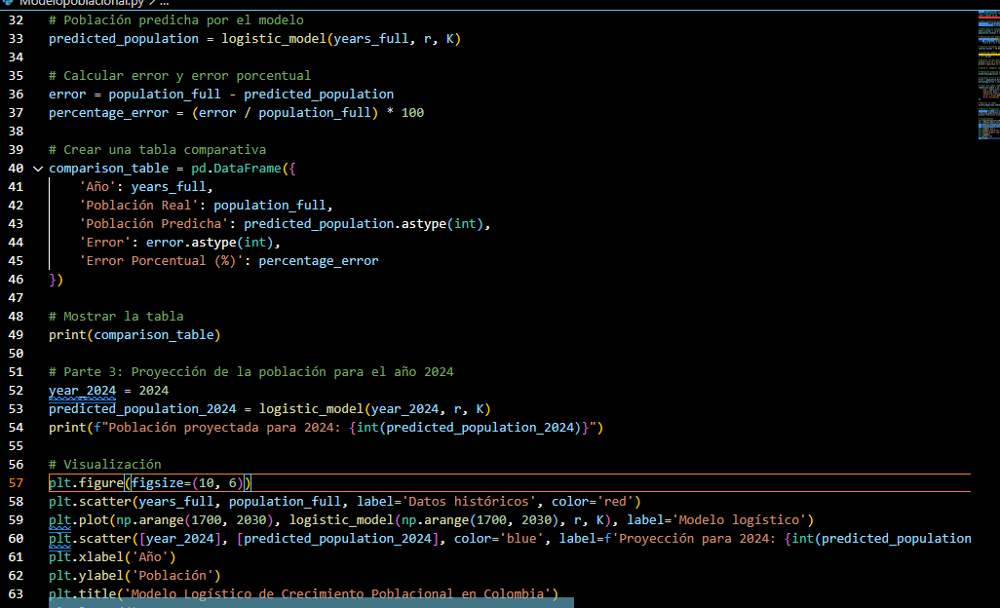 Modelopoblacional.py > ...
32 # Población predicha por el modelo
33 predicted_population = logistic_model(years_full, r, K)
34
35 # Calcular error y error porcentual
36 error = population_full - predicted_population
37 percentage_error = (error / population_full) * 100
38
39 # Crear una tabla comparativa
40 comparison_table = pd.DataFrame({
41     'Año': years_full,
42     'Población Real': population_full,
43     'Población Predicha': predicted_population.astype(int),
44     'Error': error.astype(int),
45     'Error Porcentual (%)': percentage_error
46 })
47
48 # Mostrar la tabla
49 print(comparison_table)
50
51 # Parte 3: Proyección de la población para el año 2024
52 year_2024 = 2024
53 predicted_population_2024 = logistic_model(year_2024, r, K)
54 print(f"Población proyectada para 2024: {int(predicted_population_2024)}")
55
56 # Visualización
57 plt.figure(figsize=(10, 6))
58 plt.scatter(years_full, population_full, label='Datos históricos', color='red')
59 plt.plot(np.arange(1700, 2030), logistic_model(np.arange(1700, 2030), r, K), label='Modelo logístico')
60 plt.scatter([year_2024], [predicted_population_2024], color='blue', label=f'Proyección para 2024: {int(predicted_population
61 plt.xlabel('Año')
62 plt.ylabel('Población')
63 plt.title('Modelo Logístico de Crecimiento Poblacional en Colombia')